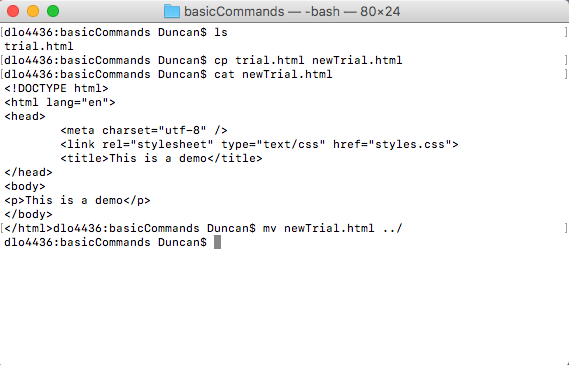 basicCommands — -bash — 80×24
[dlo4436:basicCommands Duncan$ ls ]
trial.html
[dlo4436:basicCommands Duncan$ cp trial.html newTrial.html ]
[dlo4436:basicCommands Duncan$ cat newTrial.html ]
<!DOCTYPE html>
<html lang="en">
<head>
        <meta charset="utf-8" />
        <link rel="stylesheet" type="text/css" href="styles.css">
        <title>This is a demo</title>
</head>
<body>
<p>This is a demo</p>
</body>
[</html>dlo4436:basicCommands Duncan$ mv newTrial.html ../ ]
dlo4436:basicCommands Duncan$